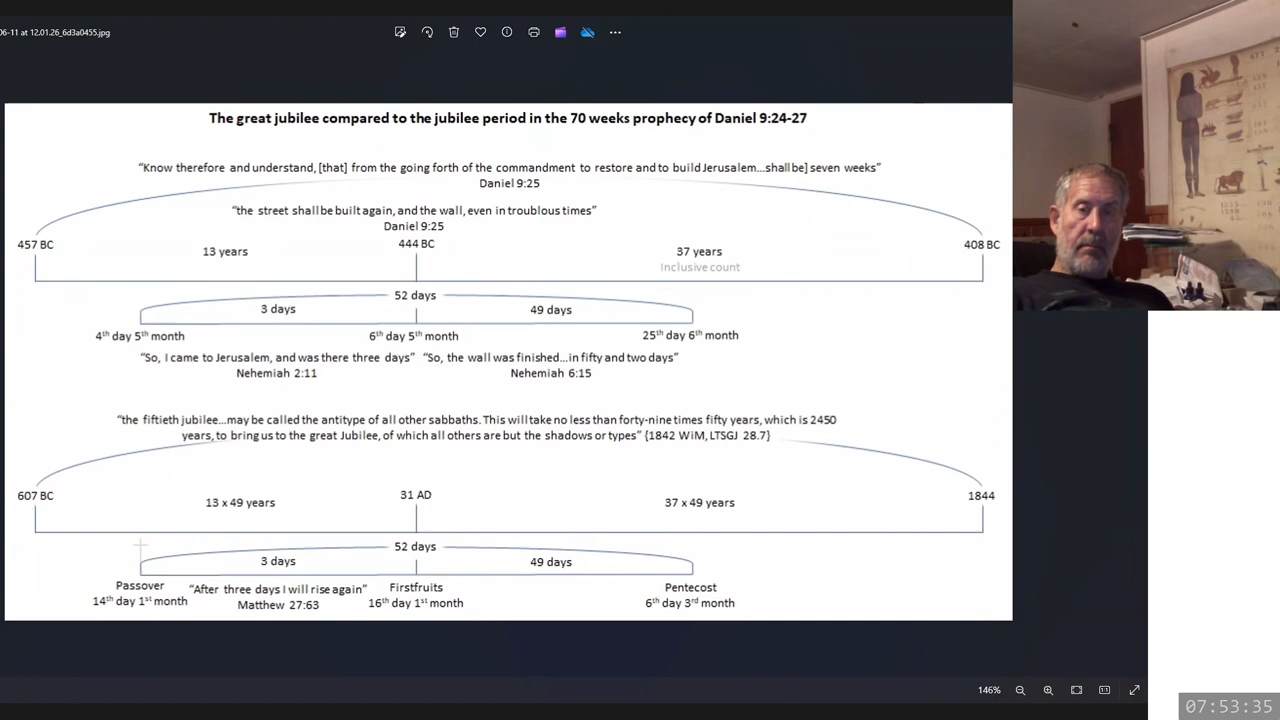 06-11 at 12.01.26_6d3a0455.jpg
The great jubilee compared to the jubilee period in the 70 weeks prophecy of Daniel 9:24-27
“Know therefore and understand, [that] from the going forth of the commandment to restore and to build Jerusalem…shall be] seven weeks”
Daniel 9:25
“the street shall be built again, and the wall, even in troublous times”
Daniel 9:25
457 BC
444 BC
408 BC
13 years
37 years
Inclusive count
52 days
3 days
49 days
4th day 5th month
6th day 5th month
25th day 6th month
“So, I came to Jerusalem, and was there three days” “So, the wall was finished…in fifty and two days”
Nehemiah 2:11
Nehemiah 6:15
“the fiftieth jubilee…may be called the antitype of all other sabbaths. This will take no less than forty-nine times fifty years, which is 2450
years, to bring us to the great Jubilee, of which all others are but the shadows or types” {1842 WiM, LTSGJ 28.7}
607 BC
31 AD
1844
13 x 49 years
37 x 49 years
52 days
3 days
49 days
Passover
“After three days I will rise again”
Firstfruits
Pentecost
14th day 1st month
Matthew 27:63
16th day 1st month
6th day 3rd month
146%
07:53:35